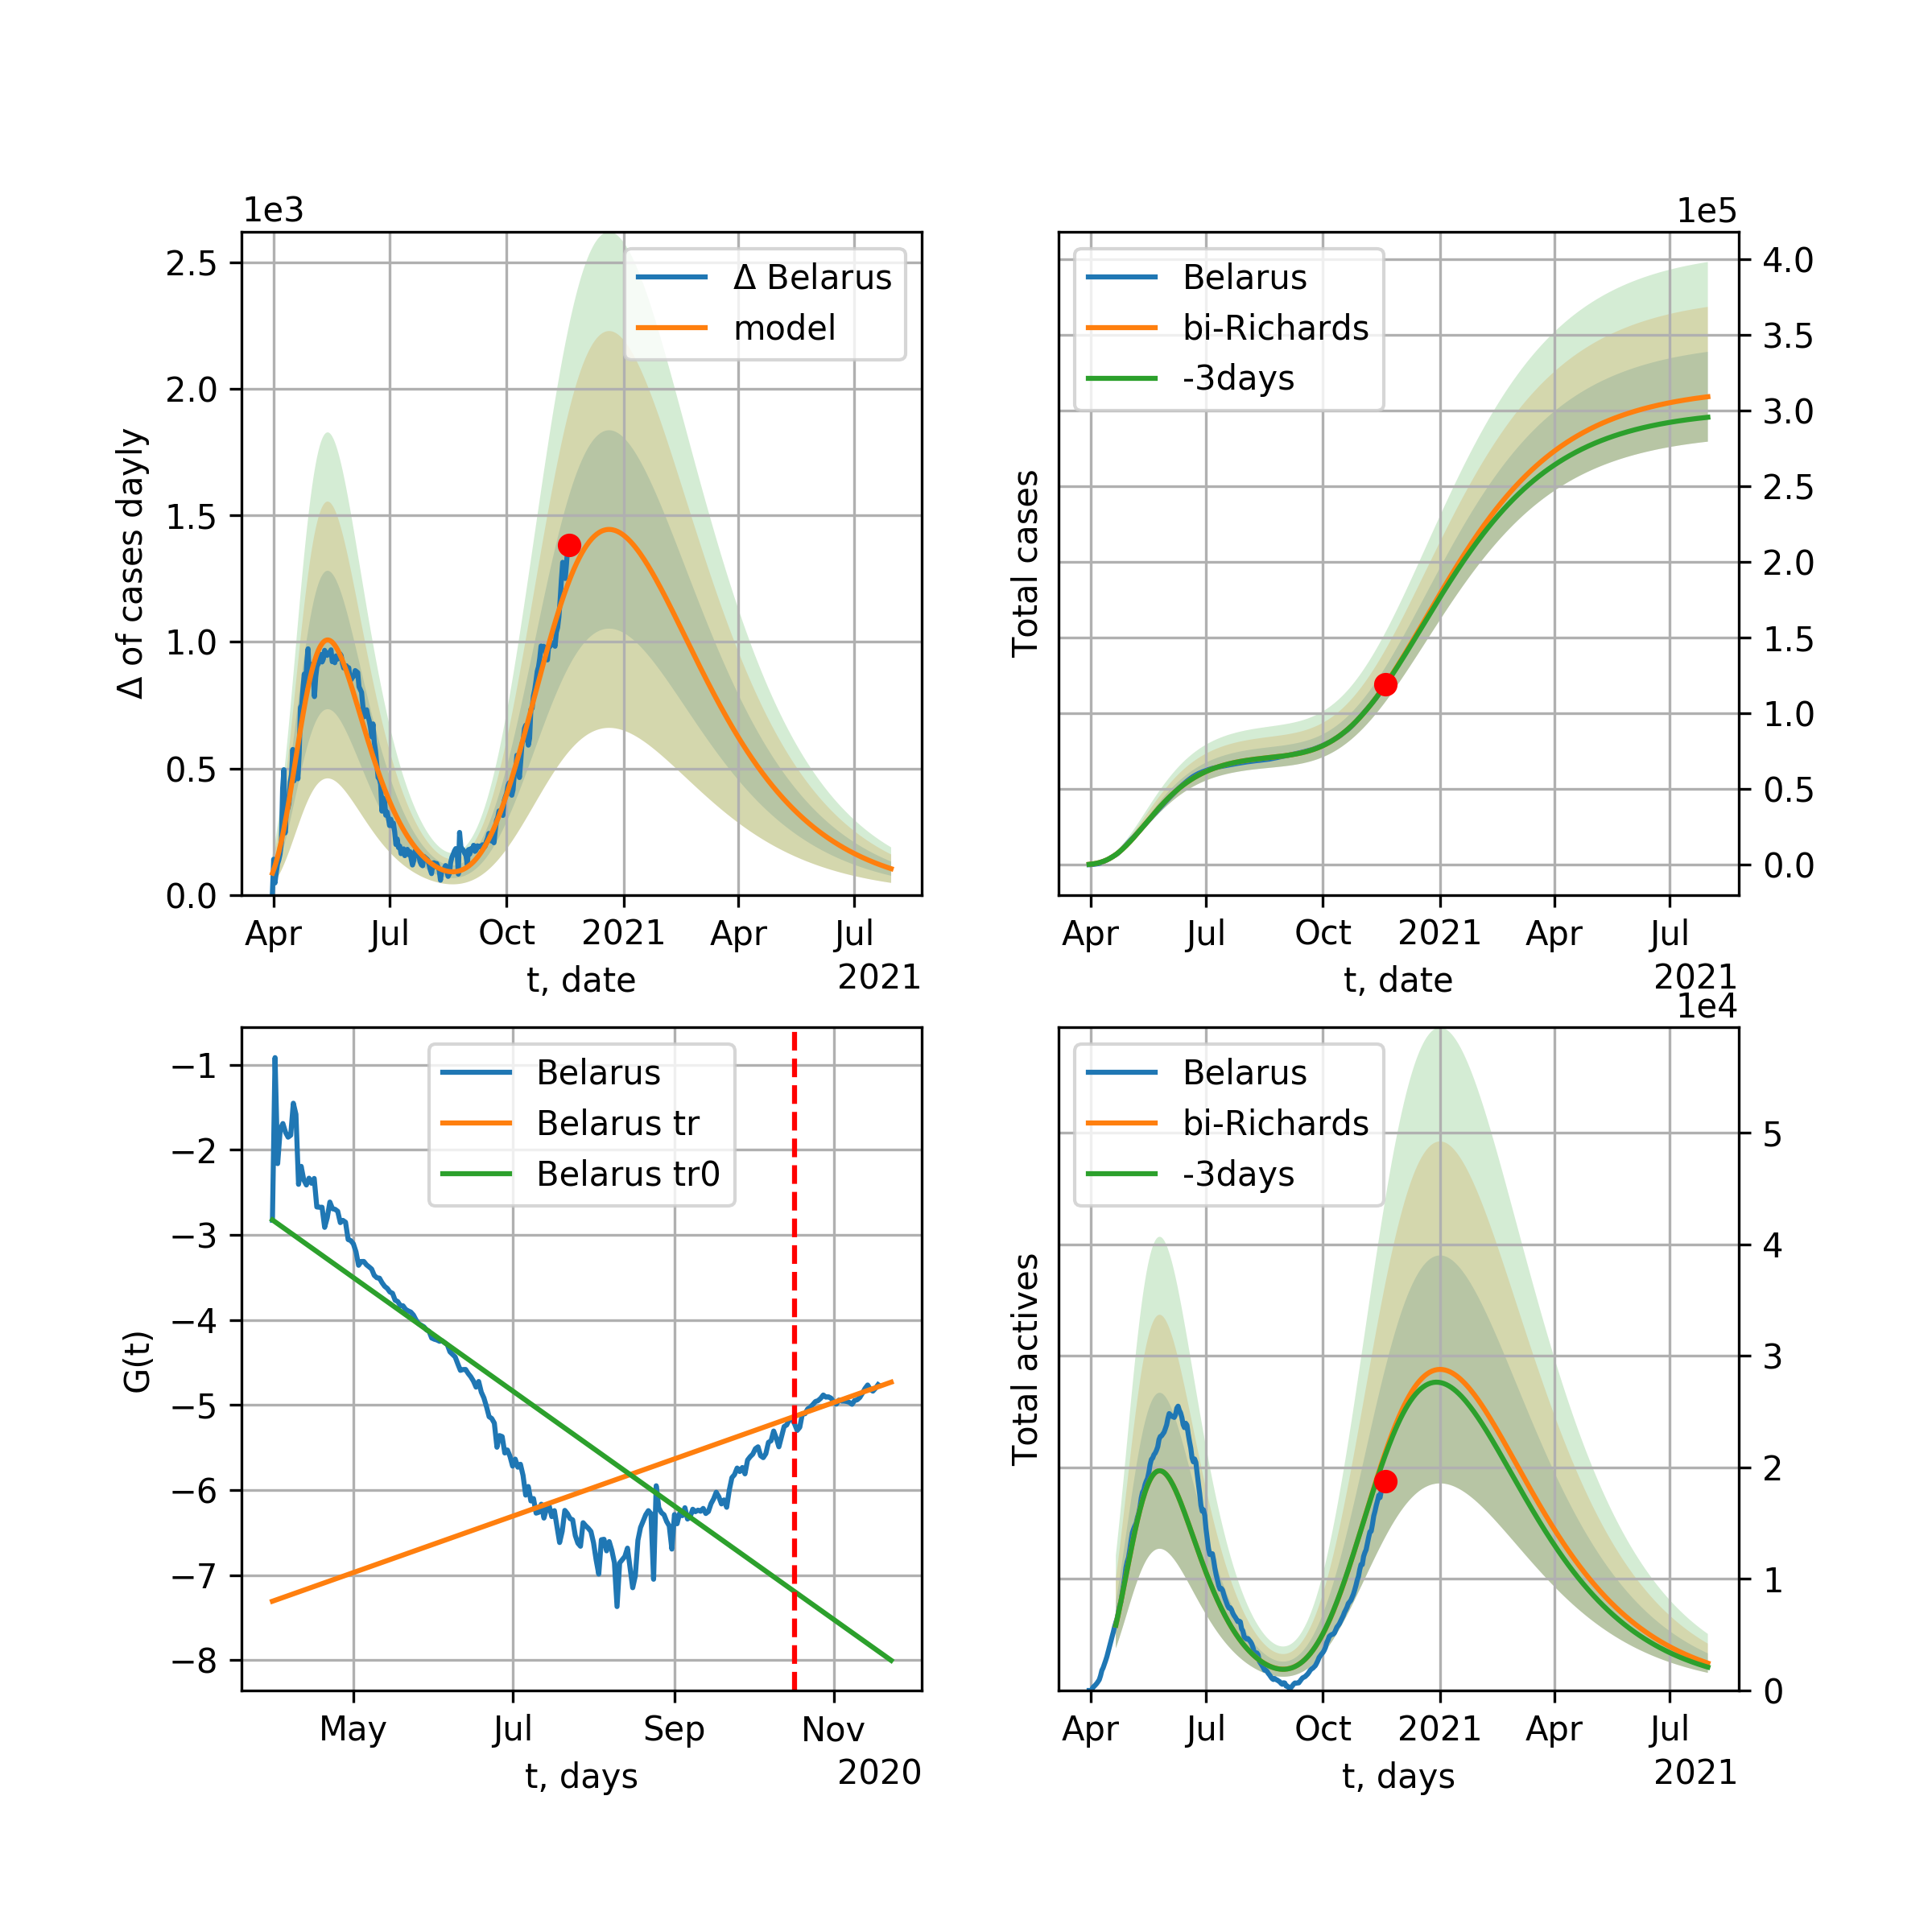 1e3
2.5
2.0
1.5
1.0
0.5
0.0
Δ of cases dayly
Δ Belarus
model
Apr Jul Oct 2021 Apr Jul
t, date
2021
1e5
4.0
3.5
3.0
2.5
2.0
1.5
1.0
0.5
0.0
Total cases
Belarus
bi-Richards
-3days
Apr Jul Oct 2021 Apr Jul
t, date
2021
−1
−2
−3
−4
−5
−6
−7
−8
G(t)
Belarus
Belarus tr
Belarus tr0
May Jul Sep Nov
t, days
2020
1e4
5
4
3
2
1
0
Total actives
Belarus
bi-Richards
-3days
Apr Jul Oct 2021 Apr Jul
t, days
2021